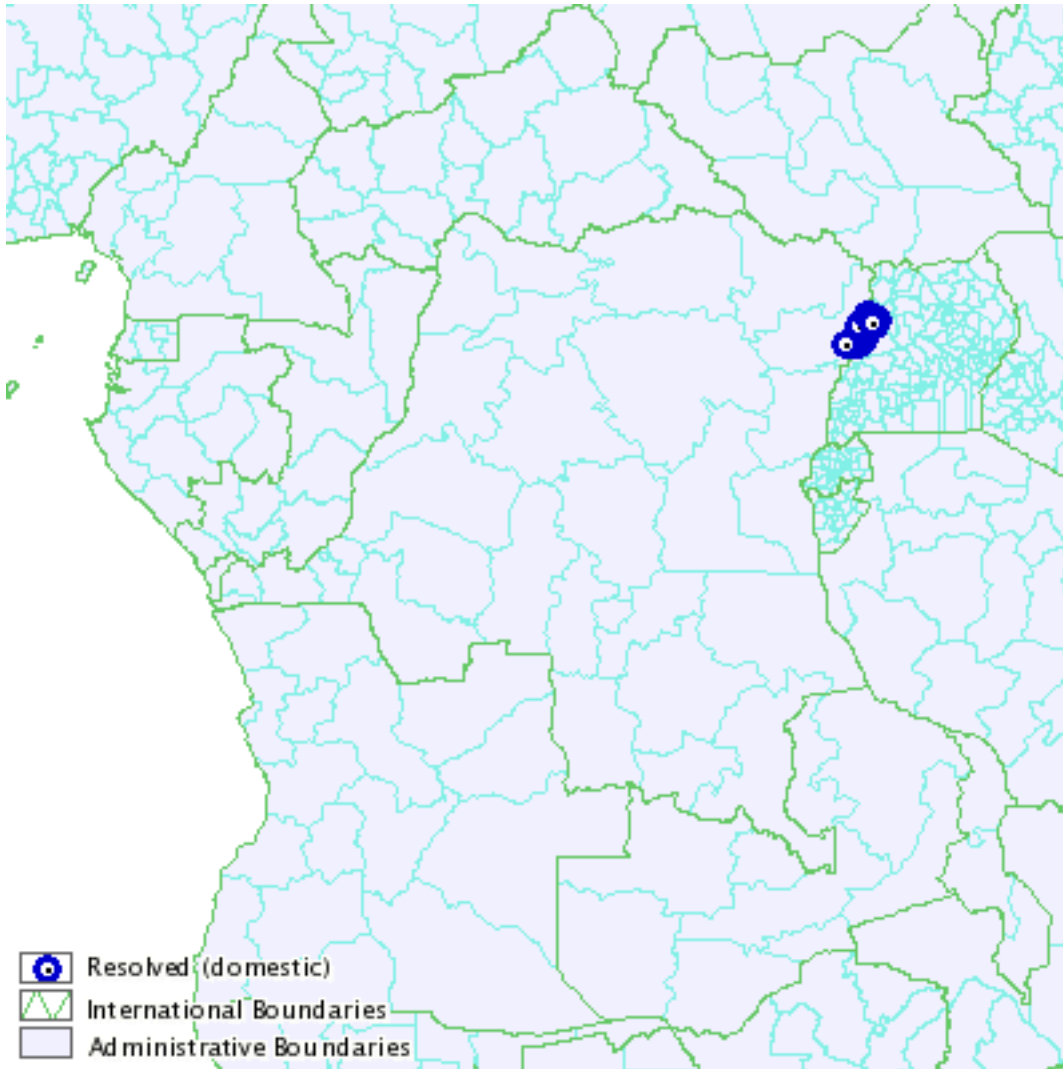 Resolved (domestic)
International Boundaries
Administrative Boundaries